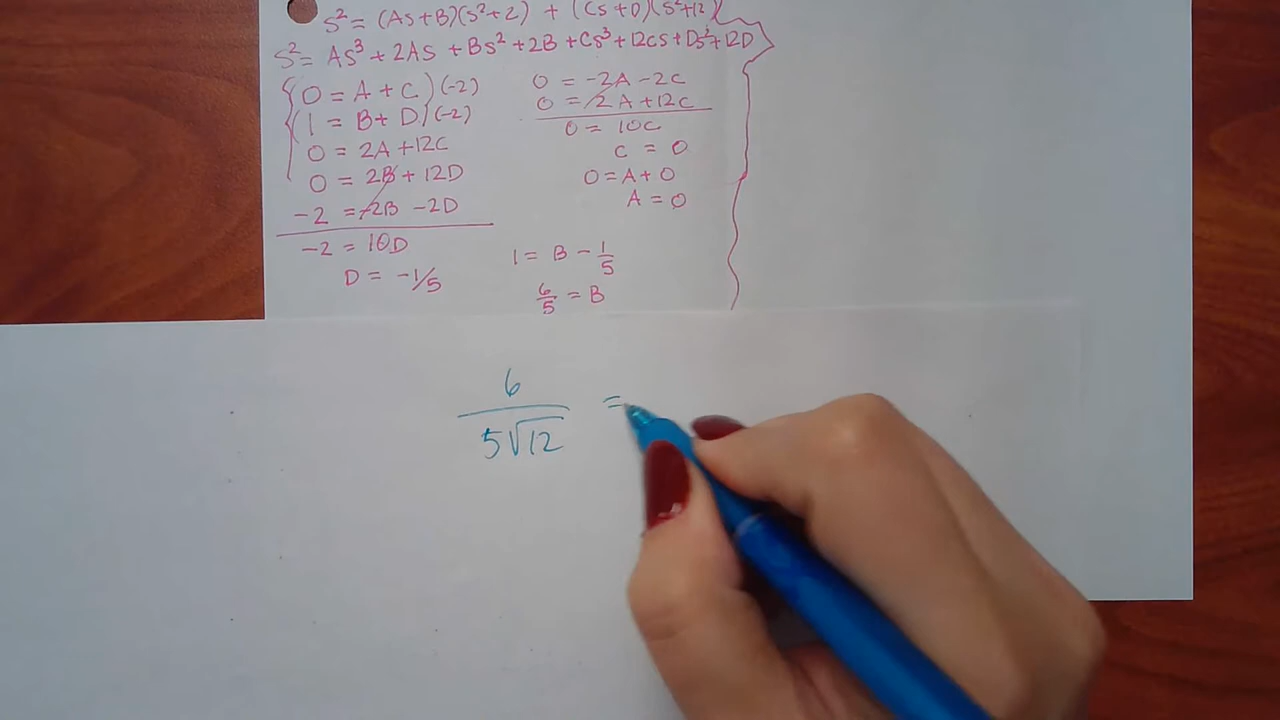 S² = (As+B)(s²+2) + (Cs+D)(s²+12)
S² = As³ + 2As + Bs² + 2B + Cs³ + 12Cs + Ds² + 12D
0 = A + C (-2)
1 = B + D (-2)
0 = 2A + 12C
0 = 2B + 12D
-2 = -2B - 2D
-2 = 10D
D = -1/5
0 = -2A - 2C
0 = 2A + 12C
0 = 10C
C = 0
0 = A + 0
A = 0
1 = B - 1/5
6/5 = B
6/5√12 =